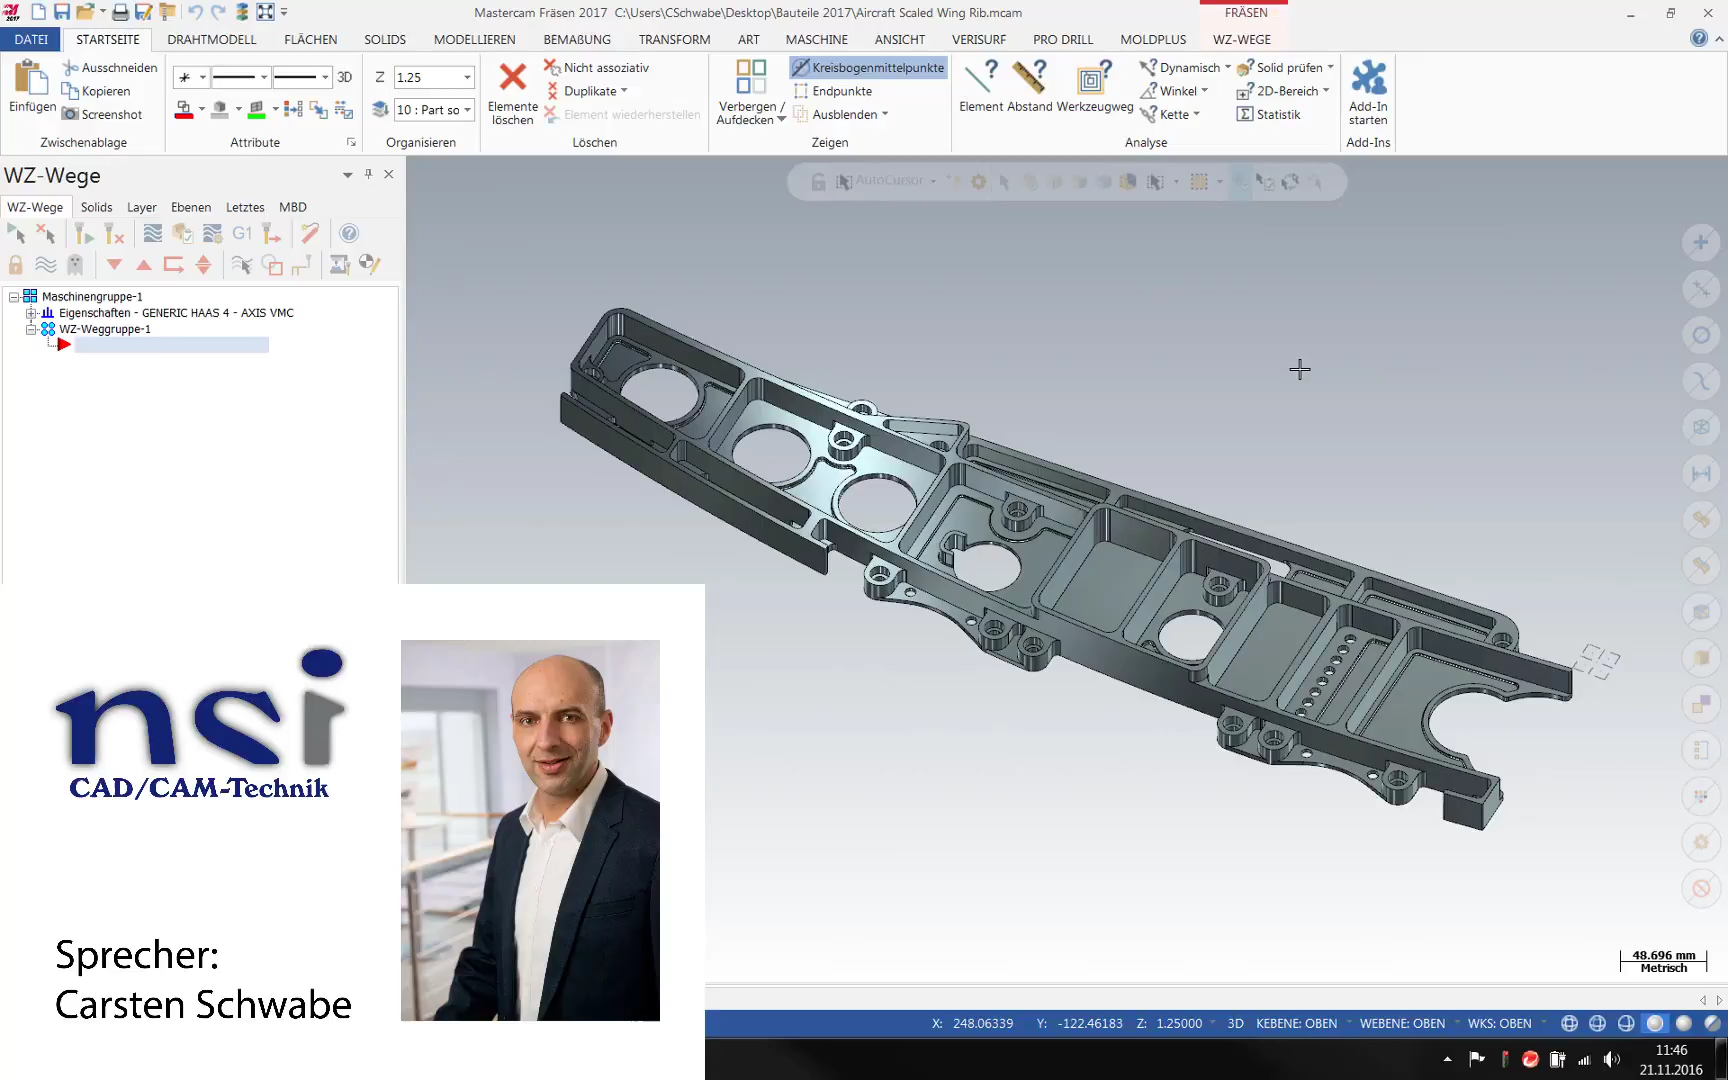 Mastercam Fräsen 2017 C:\Users\CSchwabe\Desktop\Bauteile 2017\Aircraft Scaled Wing Rib.mcam
FRÄSEN
DATEI STARTSEITE DRAHTMODELL FLÄCHEN SOLIDS MODELLIEREN BEMAßUNG TRANSFORM ART MASCHINE ANSICHT VERISURF PRO DRILL MOLDPLUS WZ-WEGE
Einfügen
Ausschneiden
Kopieren
Screenshot
Zwischenablage
3D
Attribute
Z 1.25
10 : Part so
Organisieren
Elemente löschen
Nicht assoziativ
Duplikate
Element wiederherstellen
Löschen
Verbergen / Aufdecken
Kreisbogenmittelpunkte
Endpunkte
Ausblenden
Zeigen
Element Abstand Werkzeugweg
Dynamisch
Winkel
Kette
Solid prüfen
2D-Bereich
Statistik
Analyse
Add-In starten
Add-Ins
WZ-Wege
WZ-Wege Solids Layer Ebenen Letztes MBD
G1
AutoCursor
Maschinengruppe-1
Eigenschaften - GENERIC HAAS 4 - AXIS VMC
WZ-Weggruppe-1
nsi
CAD/CAM-Technik
Sprecher:
Carsten Schwabe
48.696 mm
Metrisch
X: 248.06339 Y: -122.46183 Z: 1.25000 3D KEBENE: OBEN WEBENE: OBEN WKS: OBEN
11:46
21.11.2016